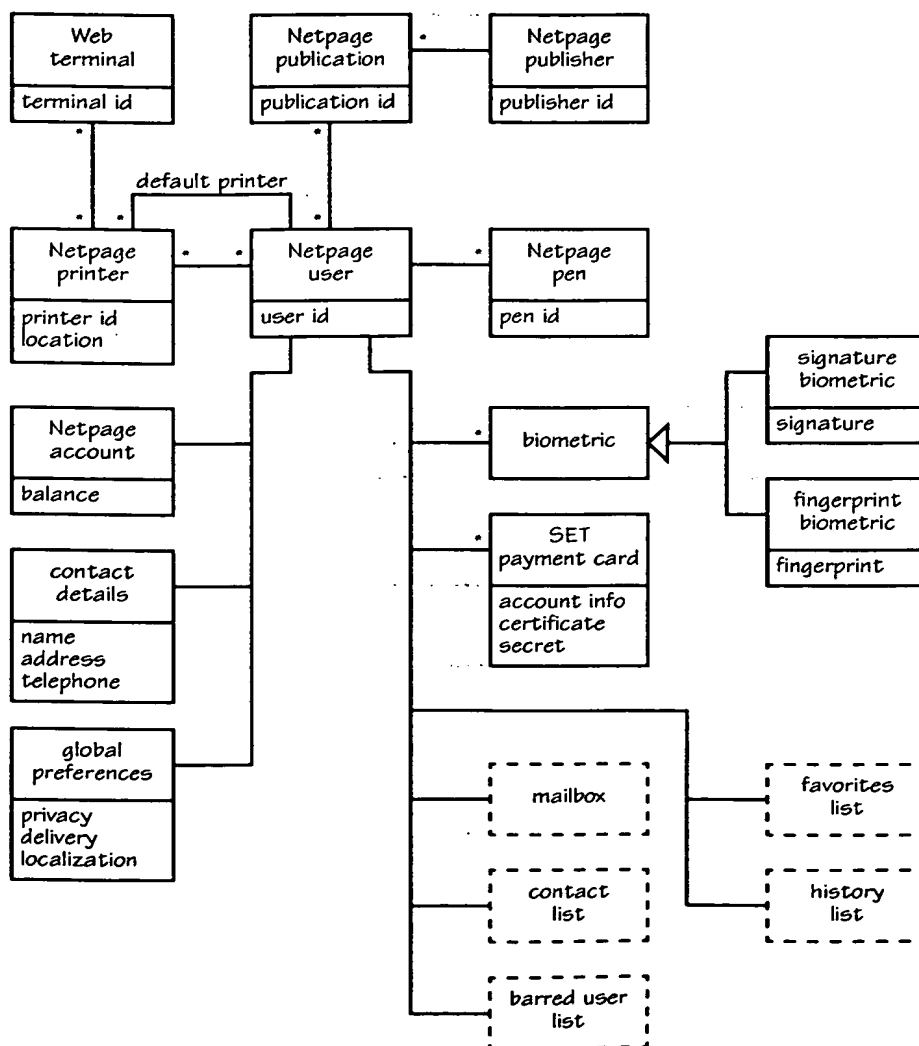 Web
terminal
terminal id
Netpage
publication
publication id
*
Netpage
publisher
publisher id
*
*
default printer
*
*
*
Netpage
printer
printer id
location
*
*
Netpage
user
user id
*
Netpage
pen
pen id
signature
biometric
signature
Netpage
account
balance
*
biometric
fingerprint
biometric
fingerprint
*
SET
payment card
account info
certificate
secret
contact
details
name
address
telephone
global
preferences
privacy
delivery
localization
mailbox
favorites
list
contact
list
history
list
barred user
list